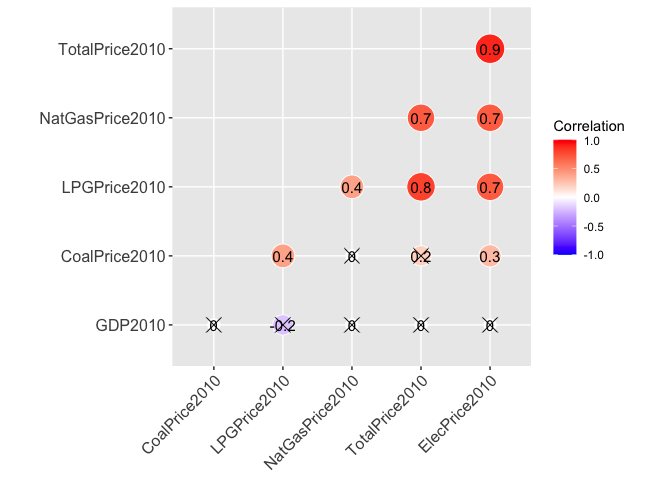 TotalPrice2010
0.9
NatGasPrice2010
0.7 0.7
Correlation
1.0
0.5
0.0
-0.5
-1.0
LPGPrice2010
0.4 0.8 0.7
CoalPrice2010
0.4 0 0.2 0.3
GDP2010
0 -0.2 0 0 0
CoalPrice2010
LPGPrice2010
NatGasPrice2010
TotalPrice2010
ElecPrice2010